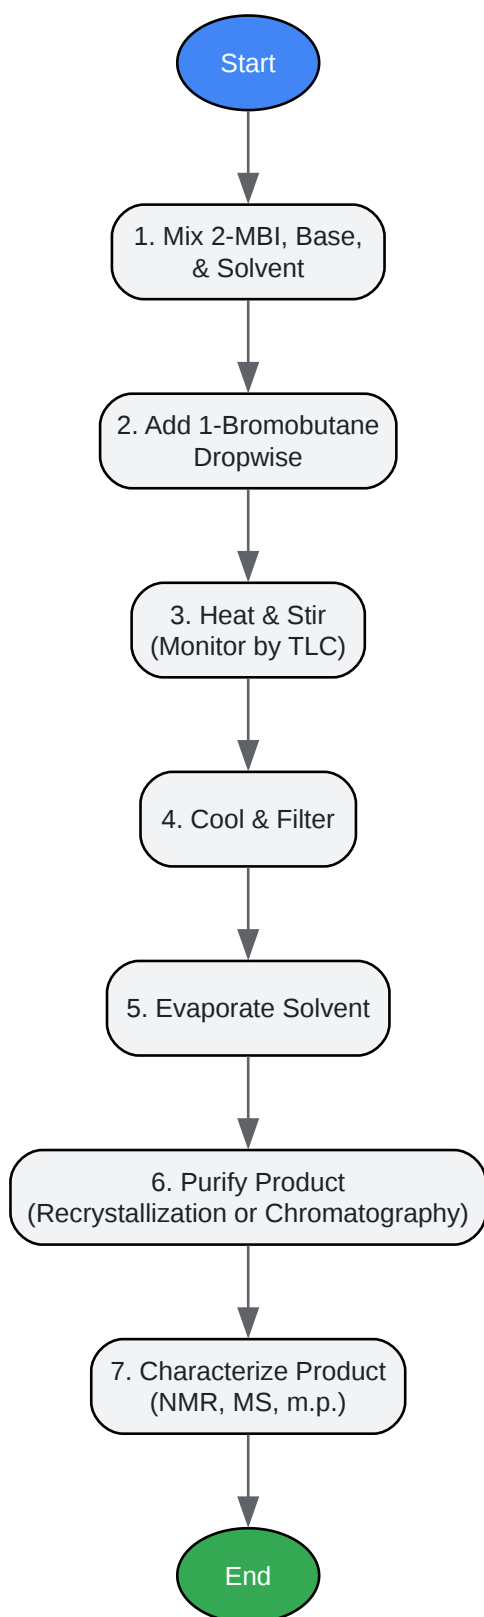 Start
1. Mix 2-MBI, Base,
& Solvent
2. Add 1-Bromobutane
Dropwise
3. Heat & Stir
(Monitor by TLC)
4. Cool & Filter
5. Evaporate Solvent
6. Purify Product
(Recrystallization or Chromatography)
7. Characterize Product
(NMR, MS, m.p.)
End